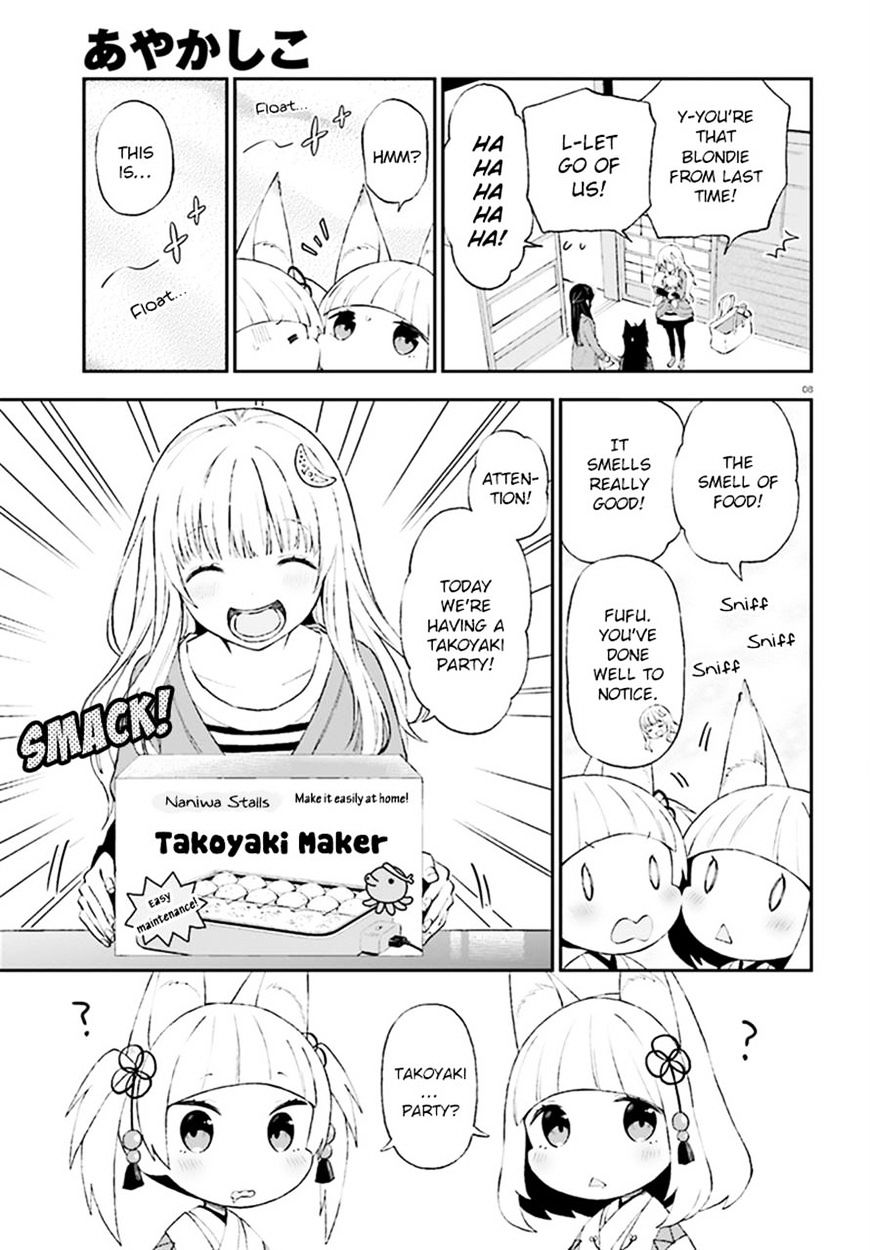 あやかしこ
Y-YOU'RE
THAT
BLONDIE
FROM LAST
TIME!
L-LET
GO OF
US!
HA
HA
HA
HA
HA!
HMM?
Float...
THIS
IS...
Float...
08
THE
SMELL OF
FOOD!
IT
SMELLS
REALLY
GOOD!
Sniff
Sniff
Sniff
FUFU.
YOU'VE
DONE
WELL TO
NOTICE.
ATTEN-
TION!
TODAY
WE'RE
HAVING A
TAKOYAKI
PARTY!
SMACK!
Naniwa Stalls
Make it easily at home!
Takoyaki Maker
Easy
maintenance!
?
TAKOYAKI
...
PARTY?
?